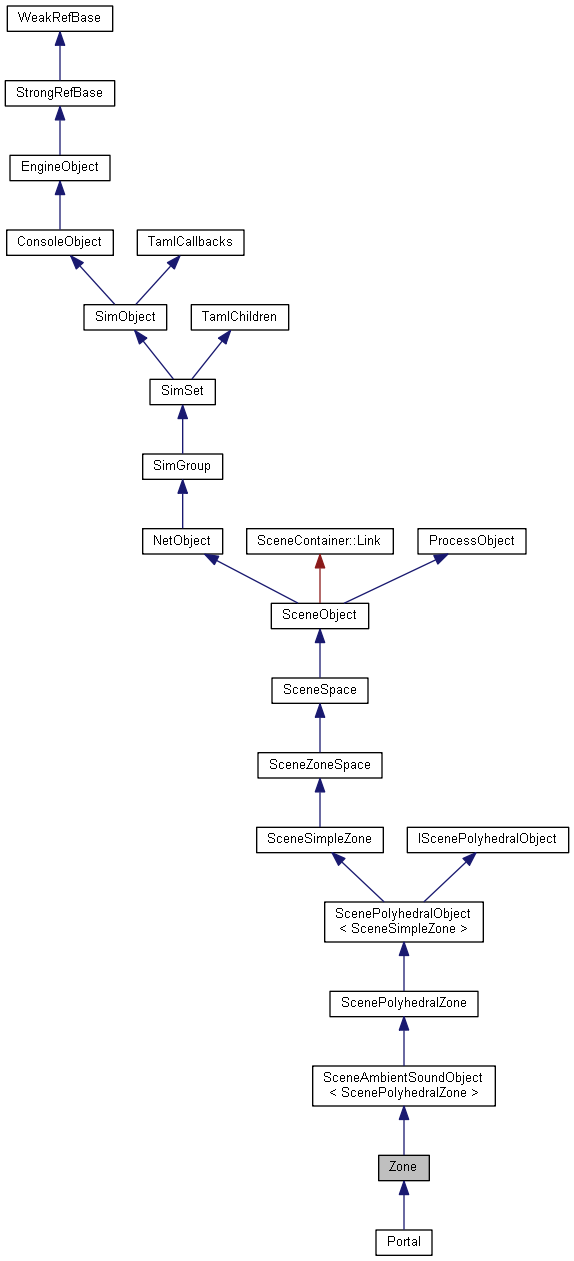 WeakRefBase
StrongRefBase
EngineObject
ConsoleObject
TamlCallbacks
SimObject
TamlChildren
SimSet
SimGroup
NetObject
SceneContainer::Link
ProcessObject
SceneObject
SceneSpace
SceneZoneSpace
SceneSimpleZone
IScenePolyhedralObject
ScenePolyhedralObject
< SceneSimpleZone >
ScenePolyhedralZone
SceneAmbientSoundObject
< ScenePolyhedralZone >
Zone
Portal